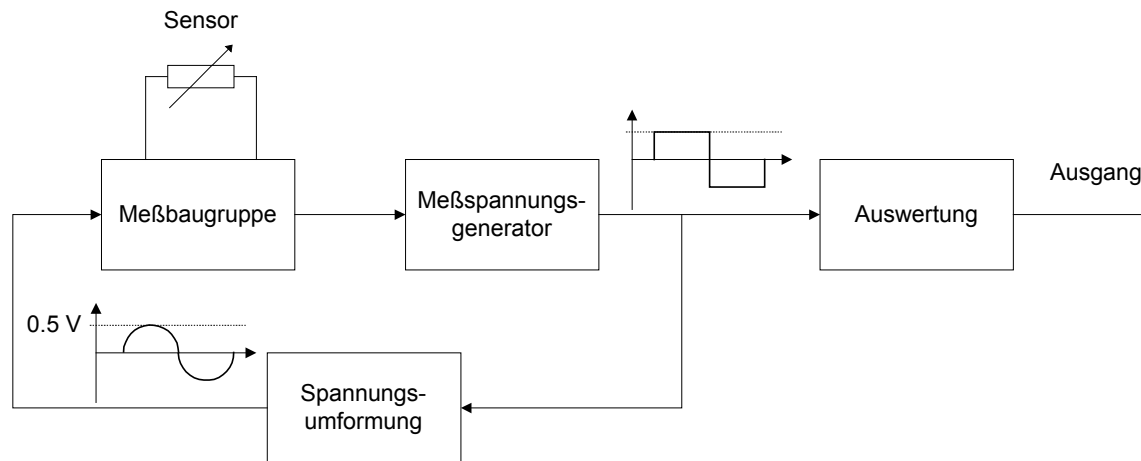 Sensor
Meßbaugruppe
Meßspannungs-
generator
Auswertung
Ausgang
0.5 V
Spannungs-
umformung